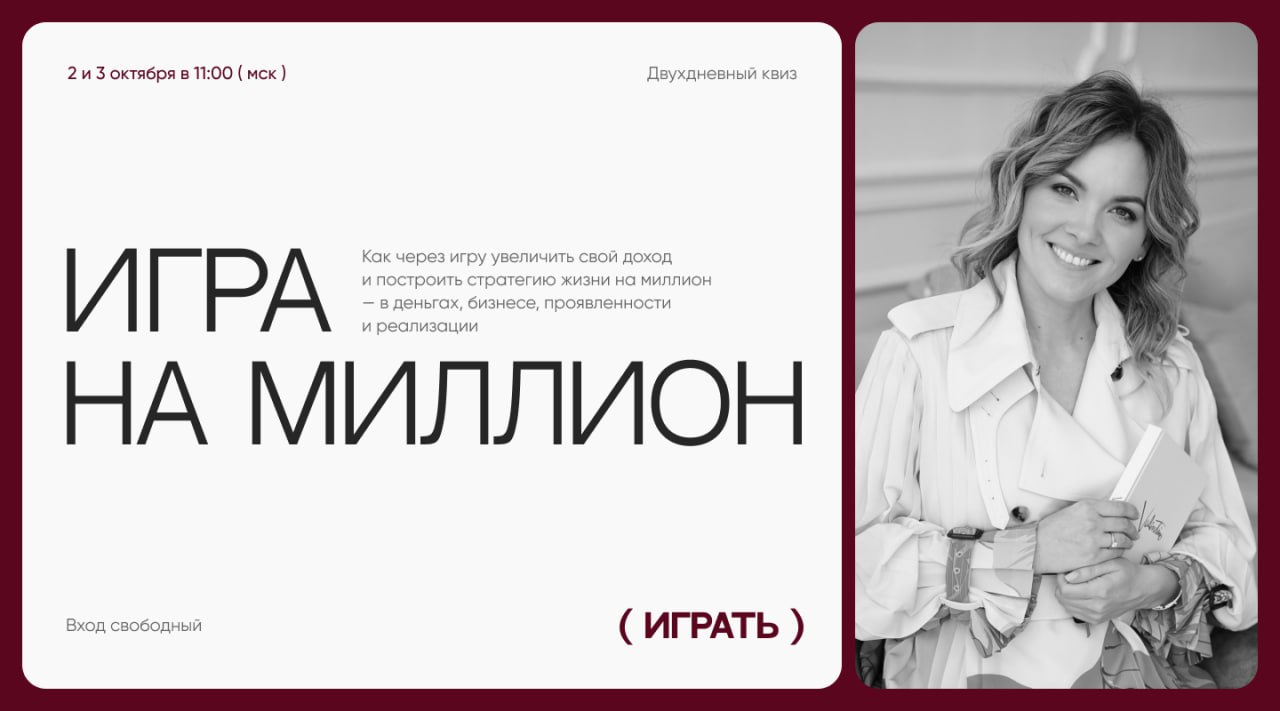 2 и 3 октября в 11:00 ( мск )
Двухдневный квиз
ИГРА
Как через игру увеличить свой доход
и построить стратегию жизни на миллион
— в деньгах, бизнесе, проявленности
и реализации
НА МИЛЛИОН
Вход свободный
( ИГРАТЬ )